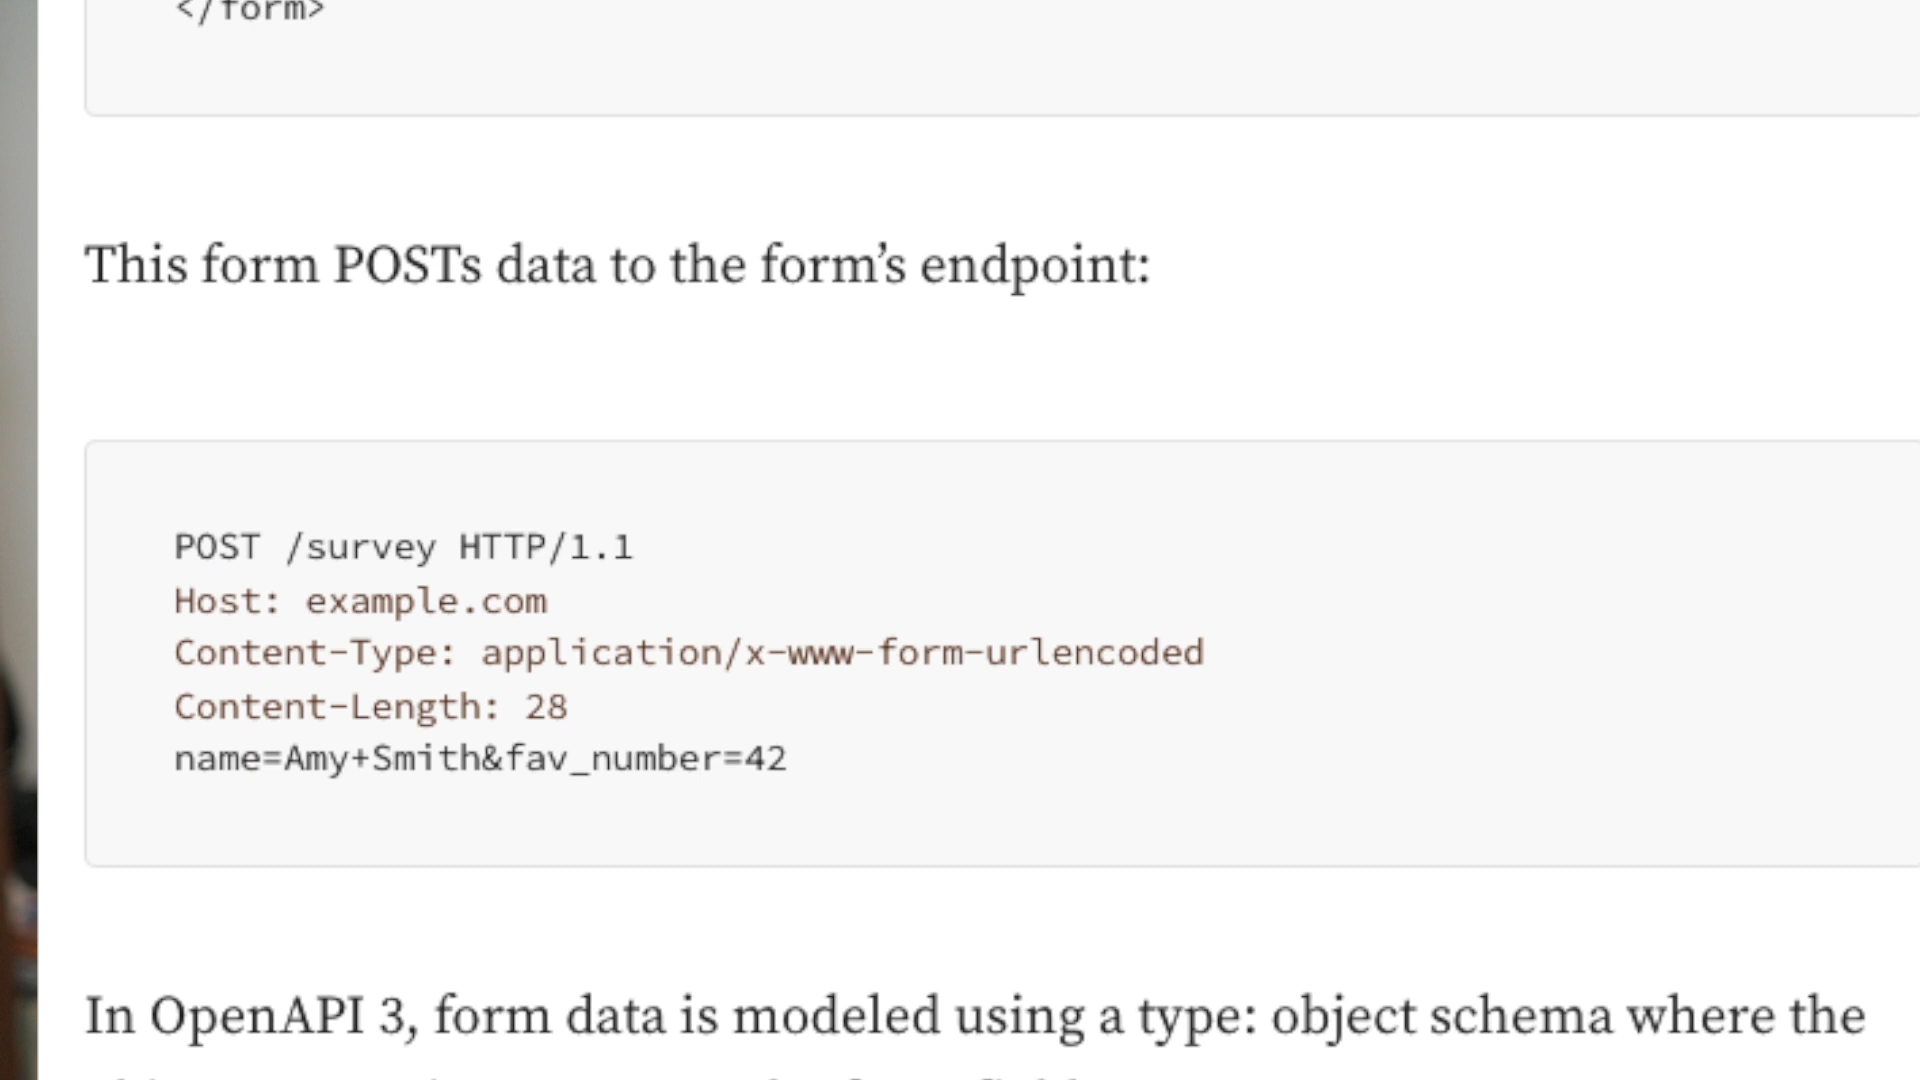 </form>
This form POSTs data to the form’s endpoint:
POST /survey HTTP/1.1
Host: example.com
Content-Type: application/x-www-form-urlencoded
Content-Length: 28
name=Amy+Smith&fav_number=42
In OpenAPI 3, form data is modeled using a type: object schema where the